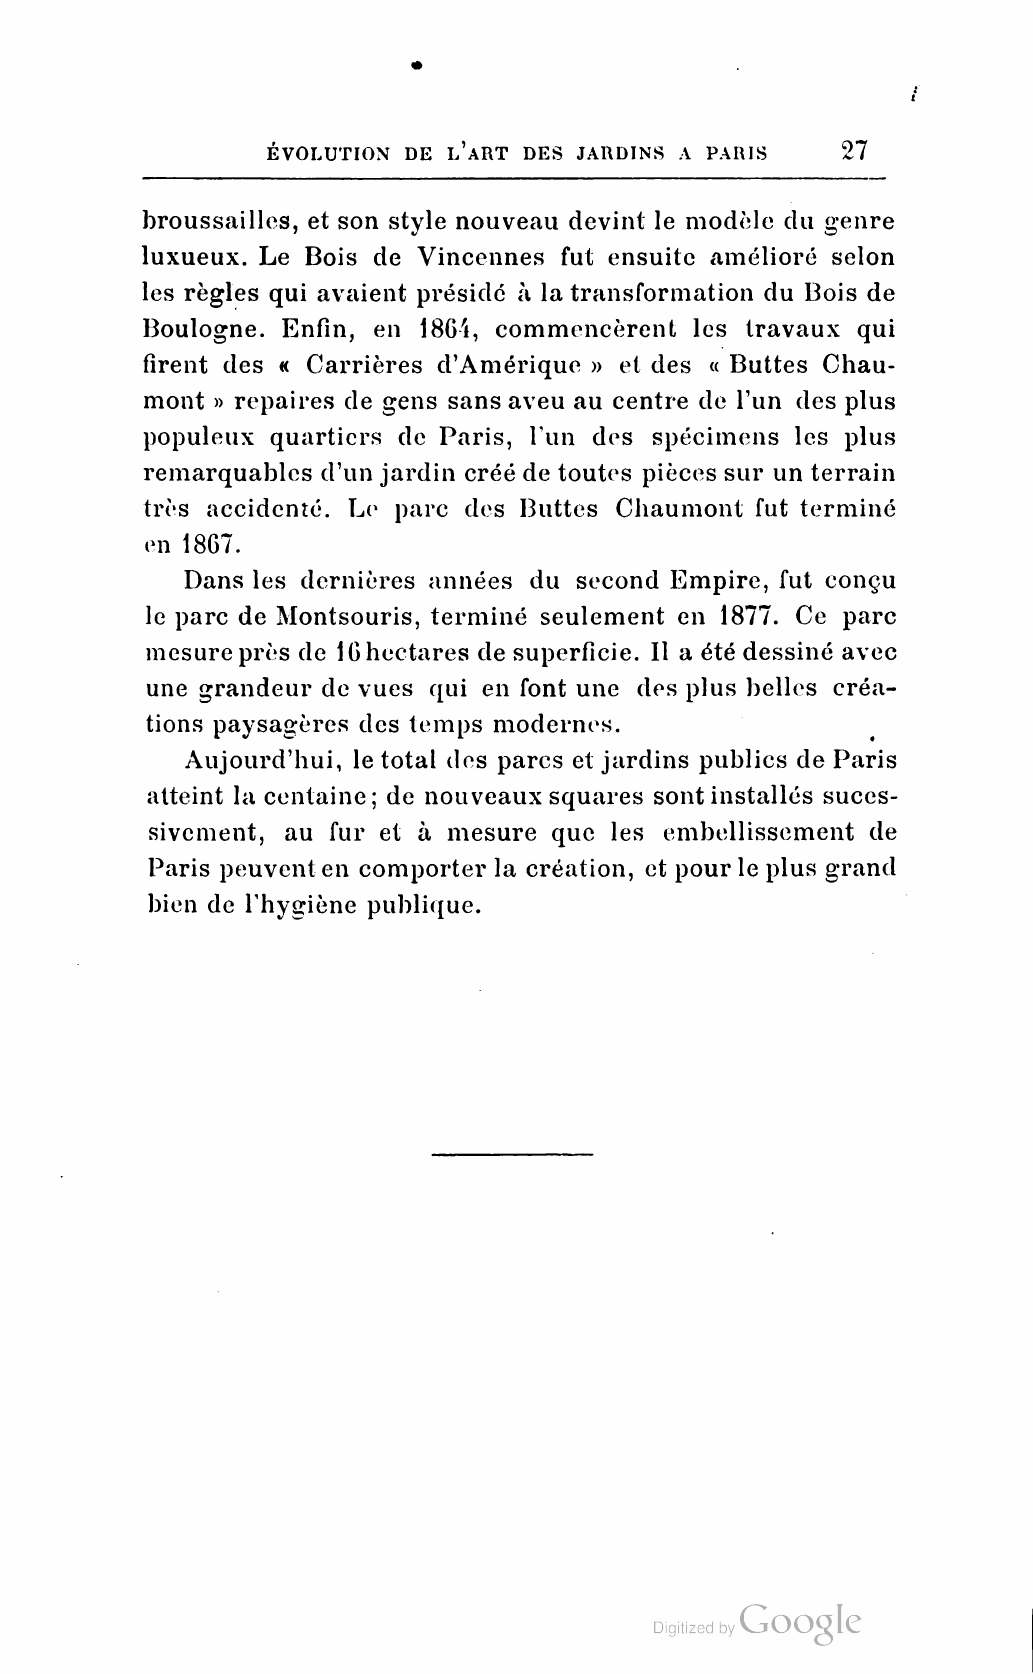 ÉVOLUTION DE L'ART DES JARDINS A PARIS 27
broussailles, et son style nouveau devint le modèle du genre
luxueux. Le Bois de Vincennes fut ensuite amélioré selon
les règles qui avaient présidé à la transformation du Bois de
Boulogne. Enfin, en 1864, commencèrent les travaux qui
firent des « Carrières d'Amérique » et des « Buttes Chau-
mont » repaires de gens sans aveu au centre de l'un des plus
populeux quartiers de Paris, l'un des spécimens les plus
remarquables d'un jardin créé de toutes pièces sur un terrain
très accidenté. Le parc des Buttes Chaumont fut terminé
en 1867.
Dans les dernières années du second Empire, fut conçu
le parc de Montsouris, terminé seulement en 1877. Ce parc
mesure près de 16 hectares de superficie. Il a été dessiné avec
une grandeur de vues qui en font une des plus belles créa-
tions paysagères des temps modernes.
Aujourd'hui, le total des parcs et jardins publics de Paris
atteint la centaine; de nouveaux squares sont installés succes-
sivement, au fur et à mesure que les embellissement de
Paris peuvent en comporter la création, et pour le plus grand
bien de l'hygiène publique.
Digitized by Google